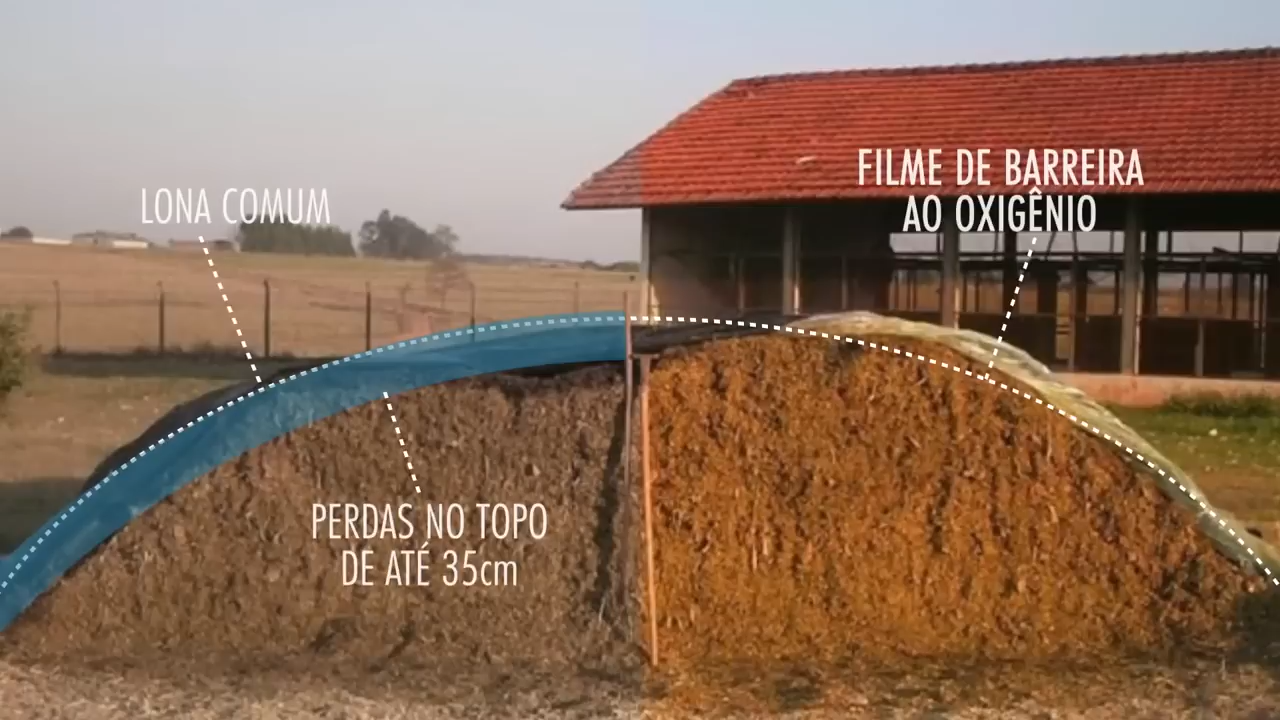 LONA COMUM
FILME DE BARREIRA
AO OXIGÊNIO
PERDAS NO TOPO
DE ATÉ 35cm